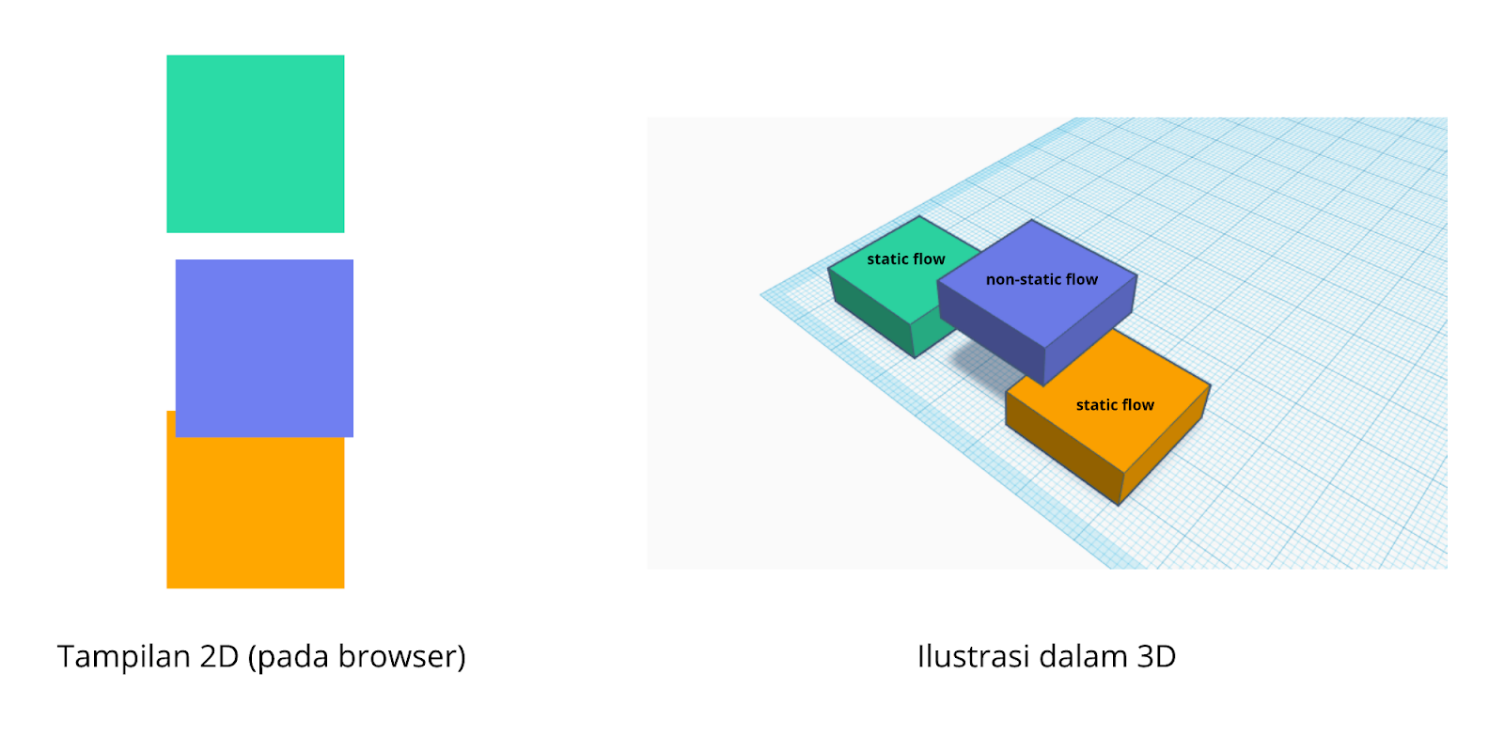 static flow
non-static flow
static flow
Tampilan 2D (pada browser)
Ilustrasi dalam 3D